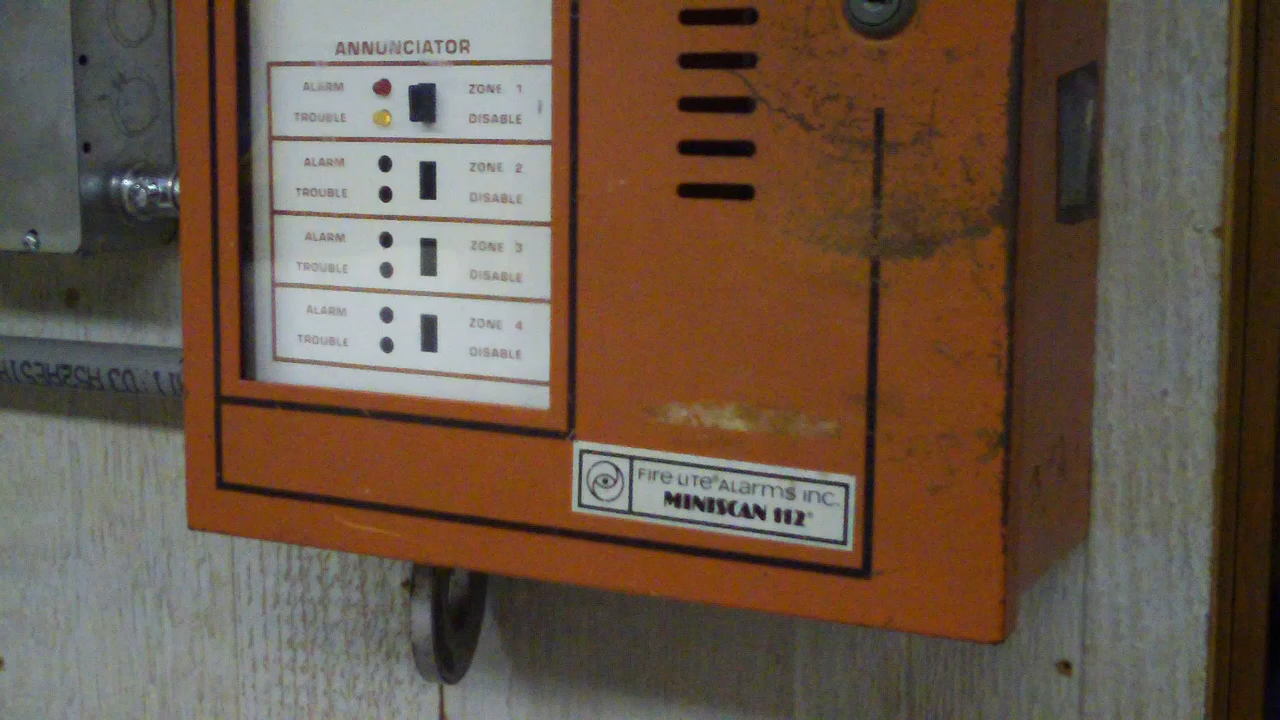 ANNUNCIATOR
ALARM ZONE 1
TROUBLE DISABLE
ALARM ZONE 2
TROUBLE DISABLE
ALARM ZONE 3
TROUBLE DISABLE
ALARM ZONE 4
TROUBLE DISABLE
FIRE LITE® ALARMS INC.
MINISCAN 112®